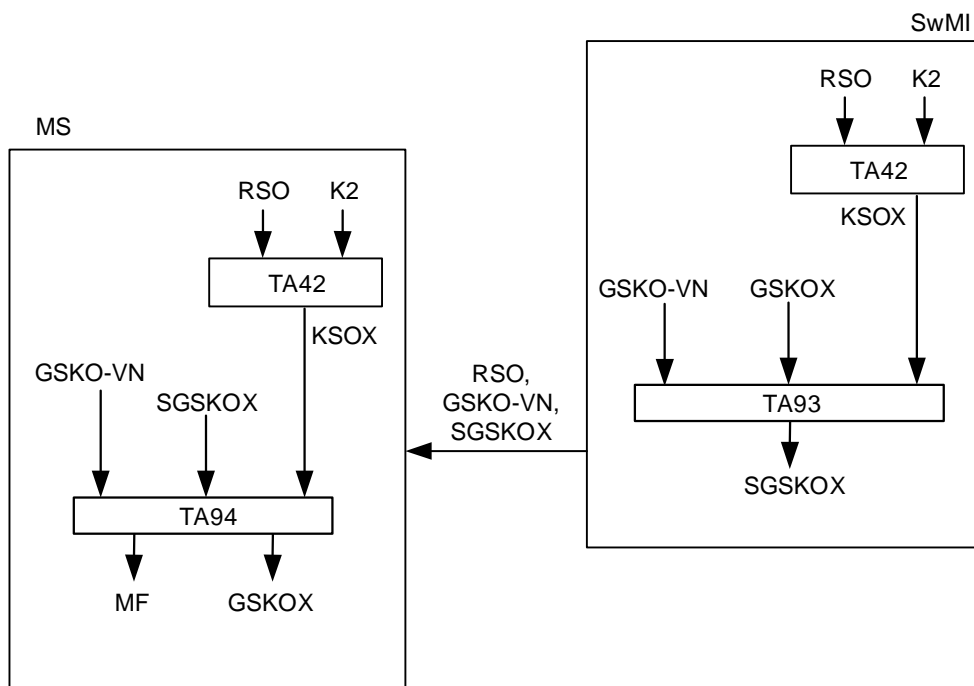 SwMI
RSO K2
TA42
KSOX
GSKO-VN GSKOX
TA93
SGSKOX
MS
RSO K2
TA42
KSOX
GSKO-VN
SGSKOX
TA94
MF GSKOX
RSO,
GSKO-VN,
SGSKOX